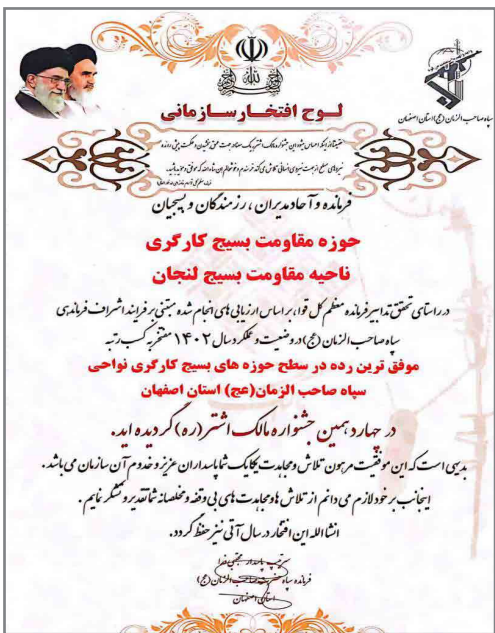 سپاه صاحب الزمان (عج) استان اصفهان
لوح افتخار سازمانی
فرمانده و آحاد مدیران، رزمندگان و بسیجیان
حوزه مقاومت بسیج کارگری
ناحیه مقاومت بسیج لنجان
در راستای تحقق تدابیر فرمانده معظم کل قوا، بر اساس ارزیابی های انجام شده مبتنی بر فرایند اشراف فرماندهی
سپاه صاحب الزمان (عج) در وضعیت و عملکرد سال ۱۴۰۲ مفتخر به کسب رتبه
موفق ترین رده در سطح حوزه های بسیج کارگری نواحی
سپاه صاحب الزمان(عج) استان اصفهان
در چهاردهمین جشنواره مالک اشتر(ره) گردیده اید.
بدیهی است که این موفقیت مرهون تلاش و مجاهدت یکایک شما پاسداران عزیز و خدوم آن سازمان می باشد.
اینجانب بر خود لازم می دانم از تلاش ها و مجاهدت های بی وقفه و مخلصانه شما تقدیر و تشکر نمایم.
انشاالله این افتخار در سال آتی نیز حفظ گردد.
سرتیپ پاسدار مجتبی فدا
فرمانده سپاه حضرت صاحب الزمان (عج)
استان اصفهان